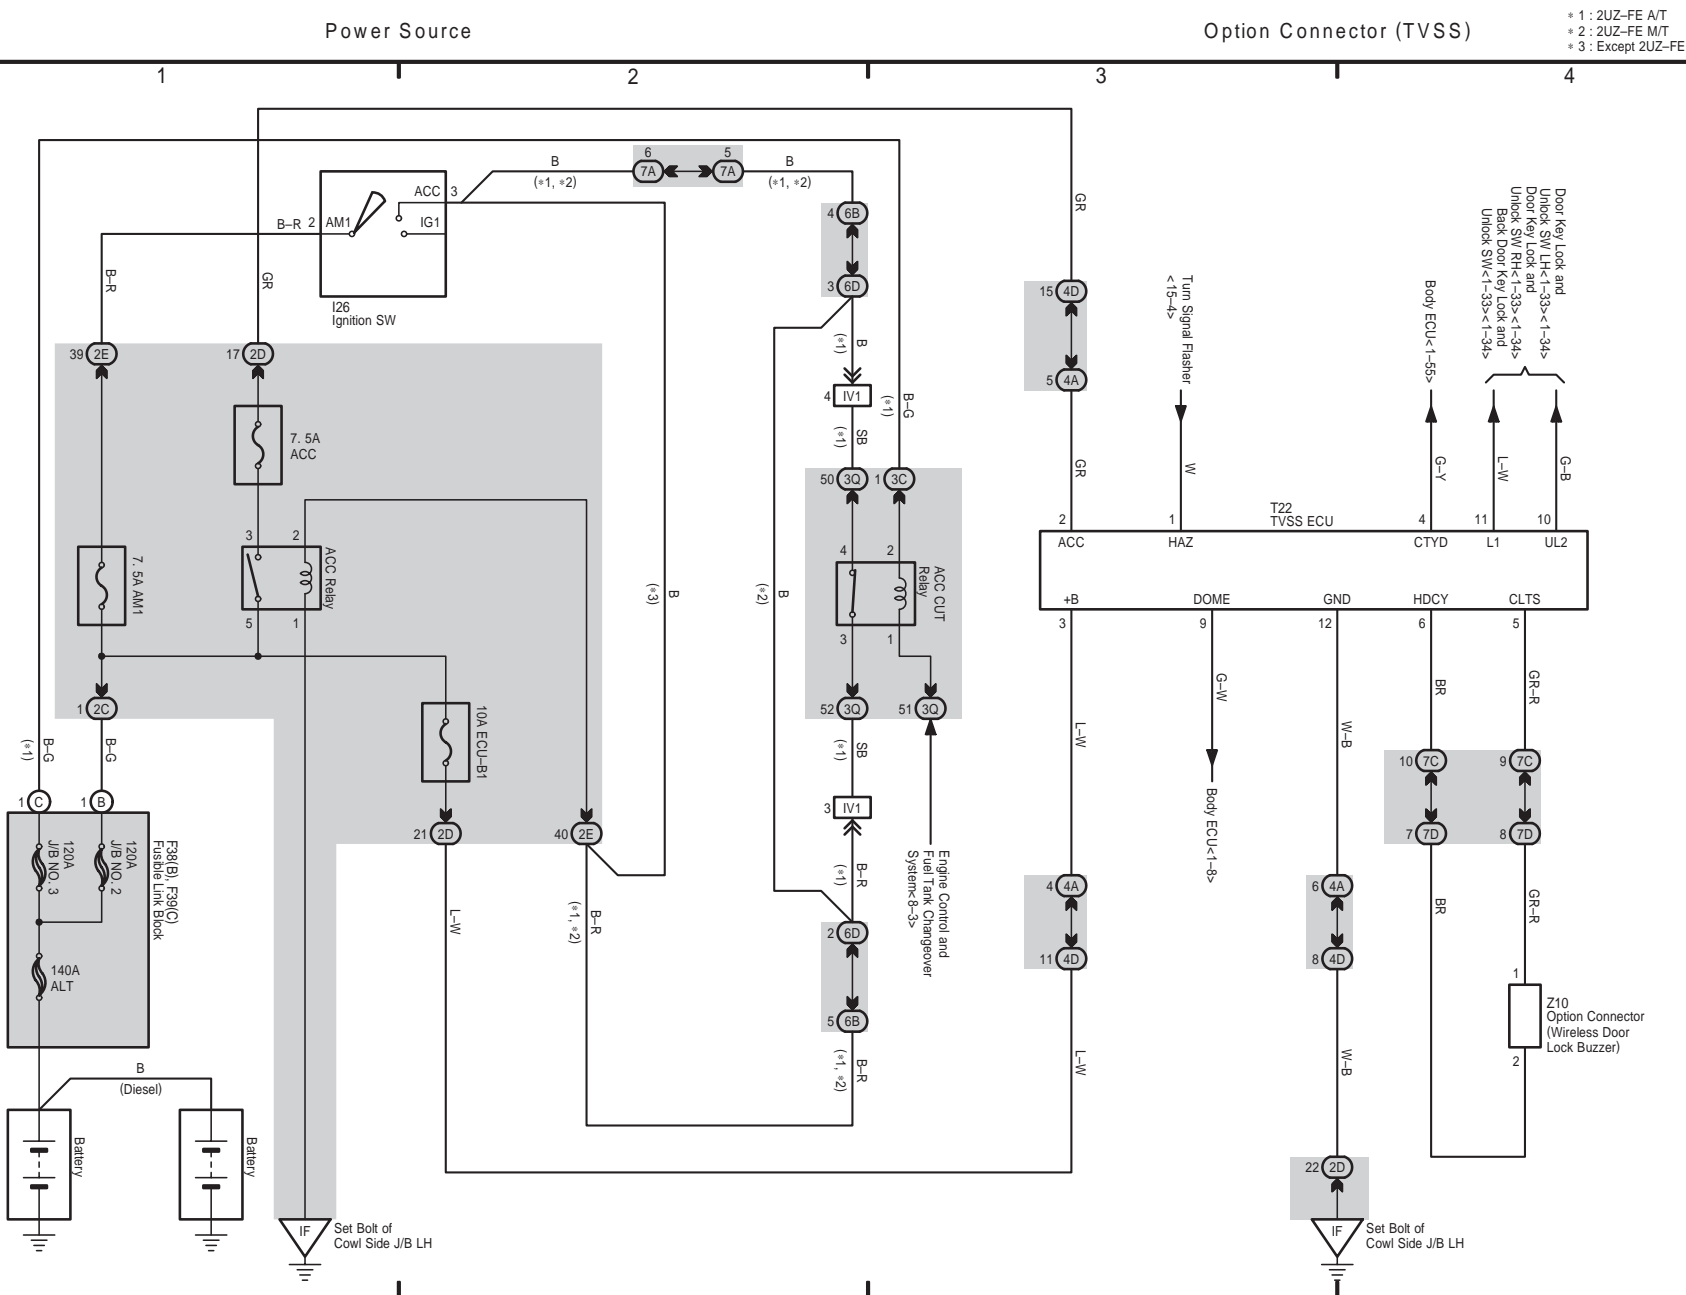 Power Source
Option Connector (TVSS)
∗ 1 : 2UZ–FE A/T
∗ 2 : 2UZ–FE M/T
∗ 3 : Except 2UZ–FE
1
2
3
4
B
(∗1, ∗2)
6
7A
5
7A
B
(∗1, ∗2)
ACC
3
AM1
IG1
B–R
2
I26
Ignition SW
B–R
GR
4
6B
3
6D
B
(∗1)
4
IV1
SB
(∗1)
B–G
(∗1)
GR
15
4D
5
4A
GR
Turn Signal Flasher
<15–4>
W
Body ECU<1–55>
G–Y
Door Key Lock and
Unlock SW LH<1–33><1–34>
Door Key Lock and
Unlock SW RH<1–33><1–34>
Back Door Key Lock and
Unlock SW<1–33><1–34>
L–W
G–B
39
2E
17
2D
7. 5A
ACC
7. 5A AM1
3
2
ACC Relay
5
1
B
(∗3)
B
(∗2)
50
3Q
1
3C
4
2
ACC CUT
Relay
3
1
52
3Q
51
3Q
T22
TVSS ECU
2
1
4
11
10
ACC
HAZ
CTYD
L1
UL2
+B
DOME
GND
HDCY
CLTS
3
9
12
6
5
1
2C
10A ECU–B1
B–G
(∗1)
B–G
1
C
1
B
120A
J/B NO. 3
120A
J/B NO. 2
F38(B), F39(C)
Fusible Link Block
140A
ALT
21
2D
40
2E
L–W
B–R
(∗1, ∗2)
SB
(∗1)
3
IV1
B–R
(∗1)
Engine Control and
Fuel Tank Changeover
System<8–3>
2
6D
5
6B
B–R
(∗1, ∗2)
L–W
4
4A
11
4D
L–W
G–W
Body ECU<1–8>
W–B
6
4A
8
4D
W–B
BR
GR–R
10
7C
9
7C
7
7D
8
7D
BR
GR–R
1
Z10
Option Connector
(Wireless Door
Lock Buzzer)
2
B
(Diesel)
Battery
Battery
IF
Set Bolt of
Cowl Side J/B LH
22
2D
IF
Set Bolt of
Cowl Side J/B LH